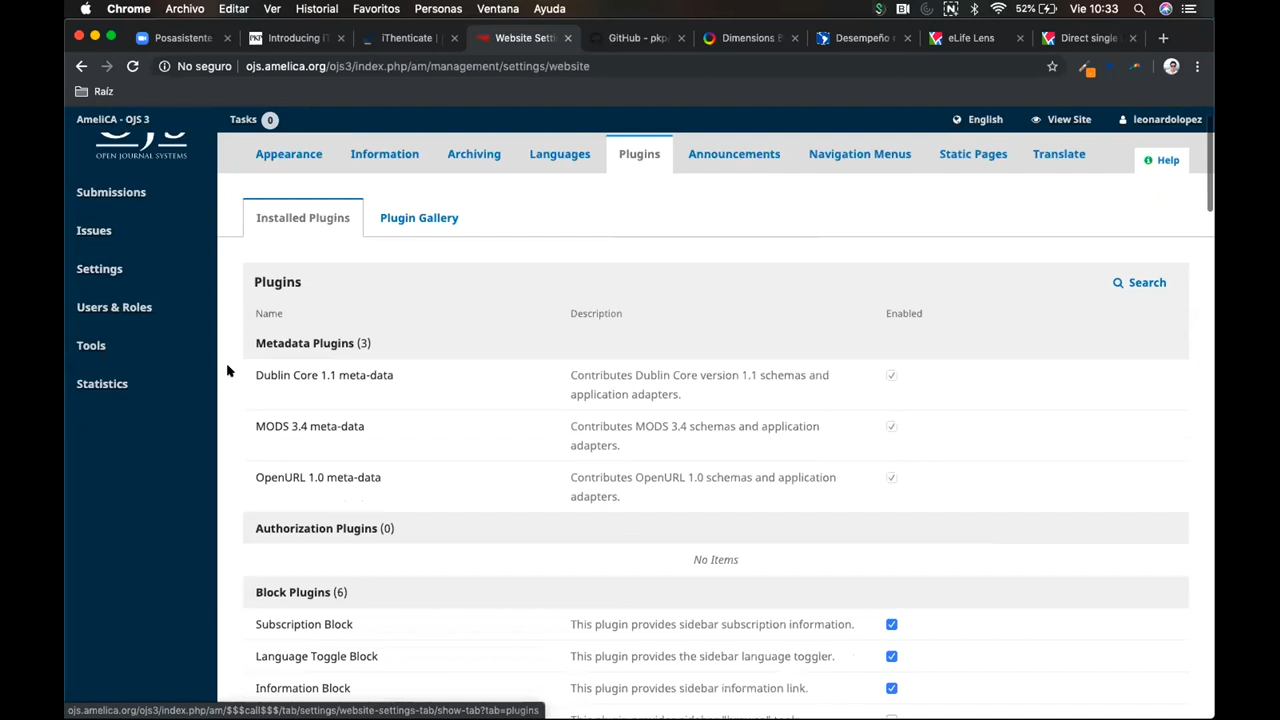 Chrome Archivo Editar Ver Historial Favoritos Personas Ventana Ayuda 52% Vie 10:33
Posasistente
Introducing iT
iThenticate |
Website Setti
GitHub - pkp
Dimensions B
Desempeño
eLife Lens
Direct single
No seguro ojs.amelica.org/ojs3/index.php/am/management/settings/website
Raíz
AmeliCA - OJS 3 Tasks 0 English View Site leonardolopez
OJS
OPEN JOURNAL SYSTEMS
Appearance Information Archiving Languages Plugins Announcements Navigation Menus Static Pages Translate Help
Submissions
Issues
Settings
Users & Roles
Tools
Statistics
Installed Plugins Plugin Gallery
Plugins Search
Name Description Enabled
Metadata Plugins (3)
Dublin Core 1.1 meta-data Contributes Dublin Core version 1.1 schemas and
application adapters.
MODS 3.4 meta-data Contributes MODS 3.4 schemas and application
adapters.
OpenURL 1.0 meta-data Contributes OpenURL 1.0 schemas and application
adapters.
Authorization Plugins (0)
No Items
Block Plugins (6)
Subscription Block This plugin provides sidebar subscription information.
Language Toggle Block This plugin provides the sidebar language toggler.
Information Block This plugin provides sidebar information link.
ojs.amelica.org/ojs3/index.php/am/$$$call$$$/tab/settings/website-settings-tab/show-tab?tab=plugins